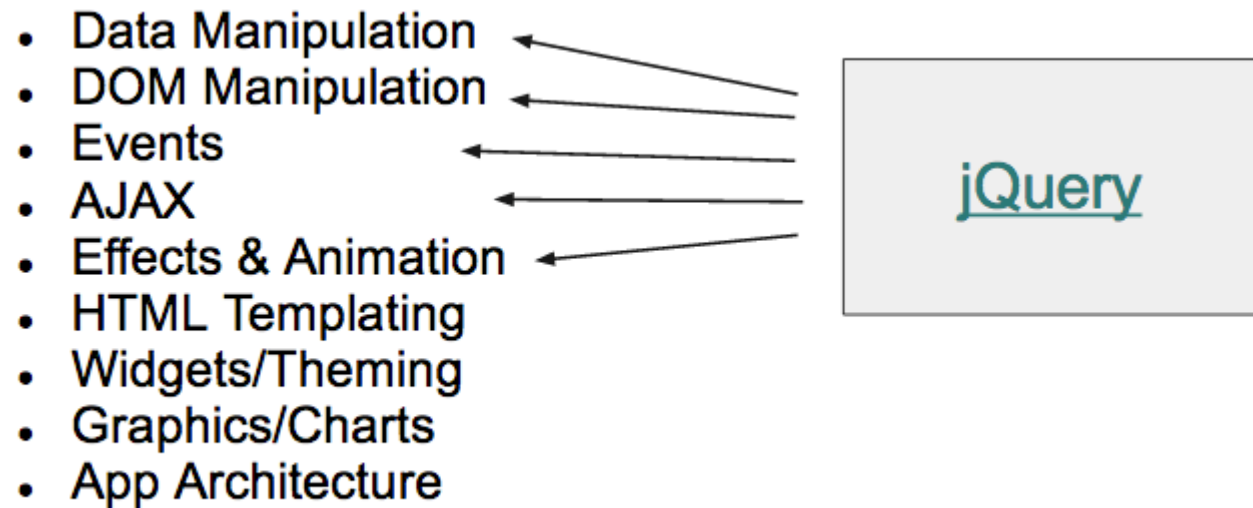 • Data Manipulation
• DOM Manipulation
• Events
• AJAX
• Effects & Animation
• HTML Templating
• Widgets/Theming
• Graphics/Charts
• App Architecture
jQuery